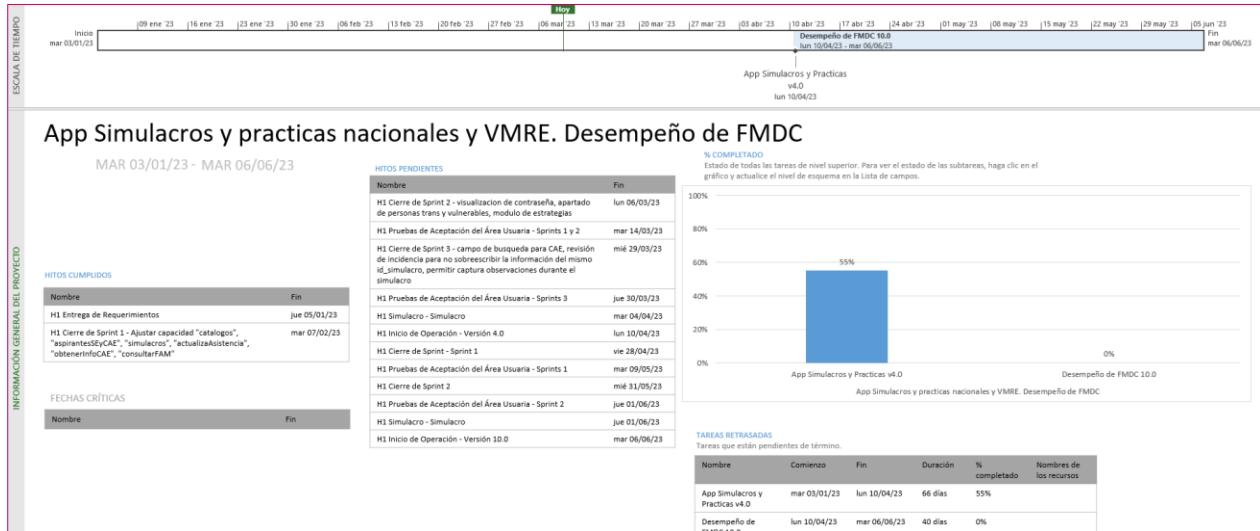 Hoy
09 ene '23 16 ene '23 23 ene '23 30 ene '23 06 feb '23 13 feb '23 20 feb '23 27 feb '23 06 mar '23 13 mar '23 20 mar '23 27 mar '23 03 abr '23 10 abr '23 17 abr '23 24 abr '23 01 may '23 08 may '23 15 may '23 22 may '23 29 may '23 05 jun '23
ESCALA DE TIEMPO
Inicio
mar 03/01/23
Desempeño de FMDC 10.0
lun 10/04/23 - mar 06/06/23
Fin
mar 06/06/23
App Simulacros y Practicas
v4.0
lun 10/04/23
INFORMACIÓN GENERAL DEL PROYECTO
App Simulacros y practicas nacionales y VMRE. Desempeño de FMDC
MAR 03/01/23 - MAR 06/06/23
HITOS CUMPLIDOS
Nombre Fin
H1 Entrega de Requerimientos jue 05/01/23
H1 Cierre de Sprint 1 - Ajustar capacidad "catalogos", mar 07/02/23
"aspirantesSEyCAE", "simulacros", "actualizaAsistencia",
"obtenerInfoCAE", "consultarFAM"
FECHAS CRÍTICAS
Nombre Fin
HITOS PENDIENTES
Nombre Fin
H1 Cierre de Sprint 2 - visualizacion de contraseña, apartado lun 06/03/23
de personas trans y vulnerables, modulo de estrategias
H1 Pruebas de Aceptación del Área Usuaria - Sprints 1 y 2 mar 14/03/23
H1 Cierre de Sprint 3 - campo de busqueda para CAE, revisión mié 29/03/23
de incidencia para no sobreescribir la información del mismo
id_simulacro, permitir captura observaciones durante el
simulacro
H1 Pruebas de Aceptación del Área Usuaria - Sprints 3 jue 30/03/23
H1 Simulacro - Simulacro mar 04/04/23
H1 Inicio de Operación - Versión 4.0 lun 10/04/23
H1 Cierre de Sprint - Sprint 1 vie 28/04/23
H1 Pruebas de Aceptación del Área Usuaria - Sprints 1 mar 09/05/23
H1 Cierre de Sprint 2 mié 31/05/23
H1 Pruebas de Aceptación del Área Usuaria - Sprint 2 jue 01/06/23
H1 Simulacro - Simulacro jue 01/06/23
H1 Inicio de Operación - Versión 10.0 mar 06/06/23
% COMPLETADO
Estado de todas las tareas de nivel superior. Para ver el estado de las subtareas, haga clic en el
gráfico y actualice el nivel de esquema en la Lista de campos.
100%
80%
60%
40%
20%
0%
55%
0%
App Simulacros y Practicas v4.0 Desempeño de FMDC 10.0
App Simulacros y practicas nacionales y VMRE. Desempeño de FMDC
TAREAS RETRASADAS
Tareas que están pendientes de término.
Nombre Comienzo Fin Duración % Nombres de
completado los recursos
App Simulacros y mar 03/01/23 lun 10/04/23 66 días 55%
Practicas v4.0
Desempeño de lun 10/04/23 mar 06/06/23 40 días 0%
FMDC 10.0